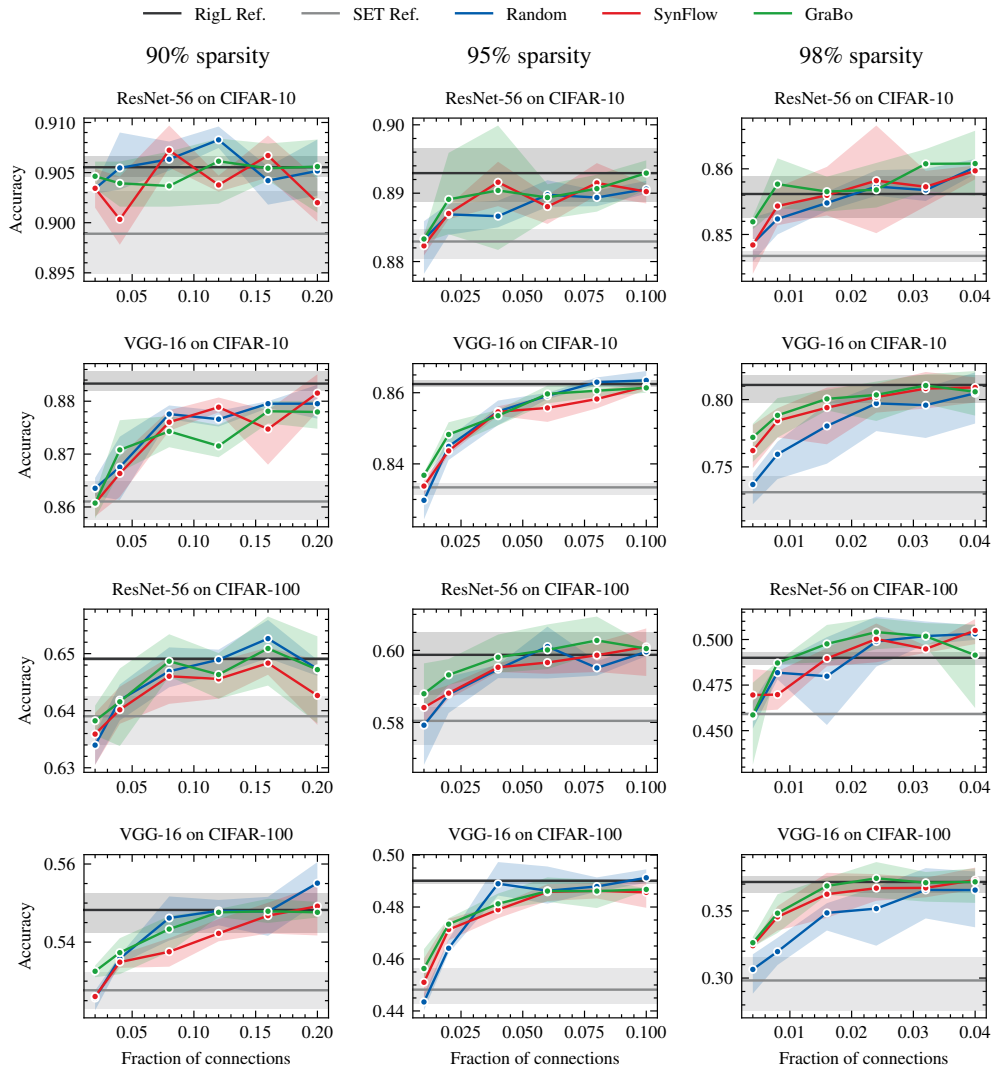 RigL Ref. SET Ref. Random SynFlow GraBo
90% sparsity 95% sparsity 98% sparsity
ResNet-56 on CIFAR-10 ResNet-56 on CIFAR-10 ResNet-56 on CIFAR-10
Accuracy
0.910
0.905
0.900
0.895
0.05 0.10 0.15 0.20
0.90
0.89
0.88
0.025 0.050 0.075 0.100
0.86
0.85
0.01 0.02 0.03 0.04
VGG-16 on CIFAR-10 VGG-16 on CIFAR-10 VGG-16 on CIFAR-10
Accuracy
0.88
0.87
0.86
0.05 0.10 0.15 0.20
0.86
0.84
0.025 0.050 0.075 0.100
0.80
0.75
0.01 0.02 0.03 0.04
ResNet-56 on CIFAR-100 ResNet-56 on CIFAR-100 ResNet-56 on CIFAR-100
Accuracy
0.65
0.64
0.63
0.05 0.10 0.15 0.20
0.60
0.58
0.025 0.050 0.075 0.100
0.500
0.475
0.450
0.01 0.02 0.03 0.04
VGG-16 on CIFAR-100 VGG-16 on CIFAR-100 VGG-16 on CIFAR-100
Accuracy
0.56
0.54
0.05 0.10 0.15 0.20
0.50
0.48
0.46
0.44
0.025 0.050 0.075 0.100
0.35
0.30
0.01 0.02 0.03 0.04
Fraction of connections Fraction of connections Fraction of connections